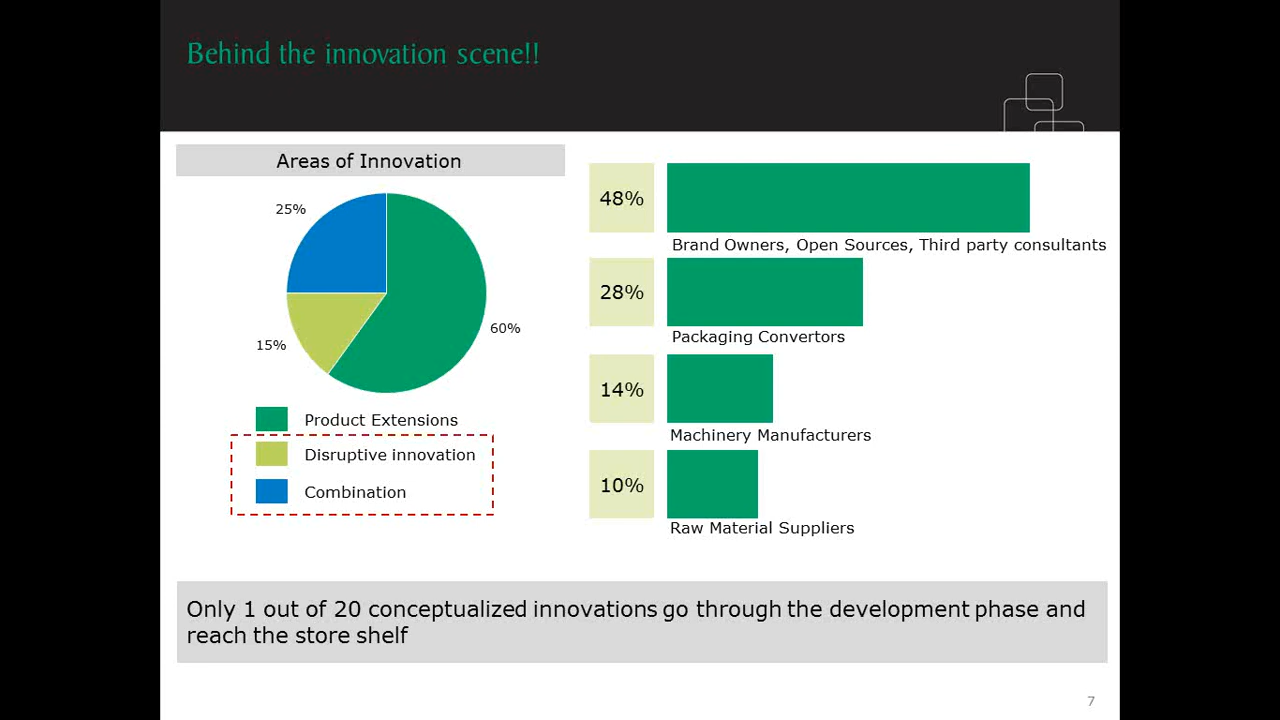 Behind the innovation scene!!
Areas of Innovation
25%
60%
15%
Product Extensions
Disruptive innovation
Combination
48%
Brand Owners, Open Sources, Third party consultants
28%
Packaging Convertors
14%
Machinery Manufacturers
10%
Raw Material Suppliers
Only 1 out of 20 conceptualized innovations go through the development phase and
reach the store shelf
7